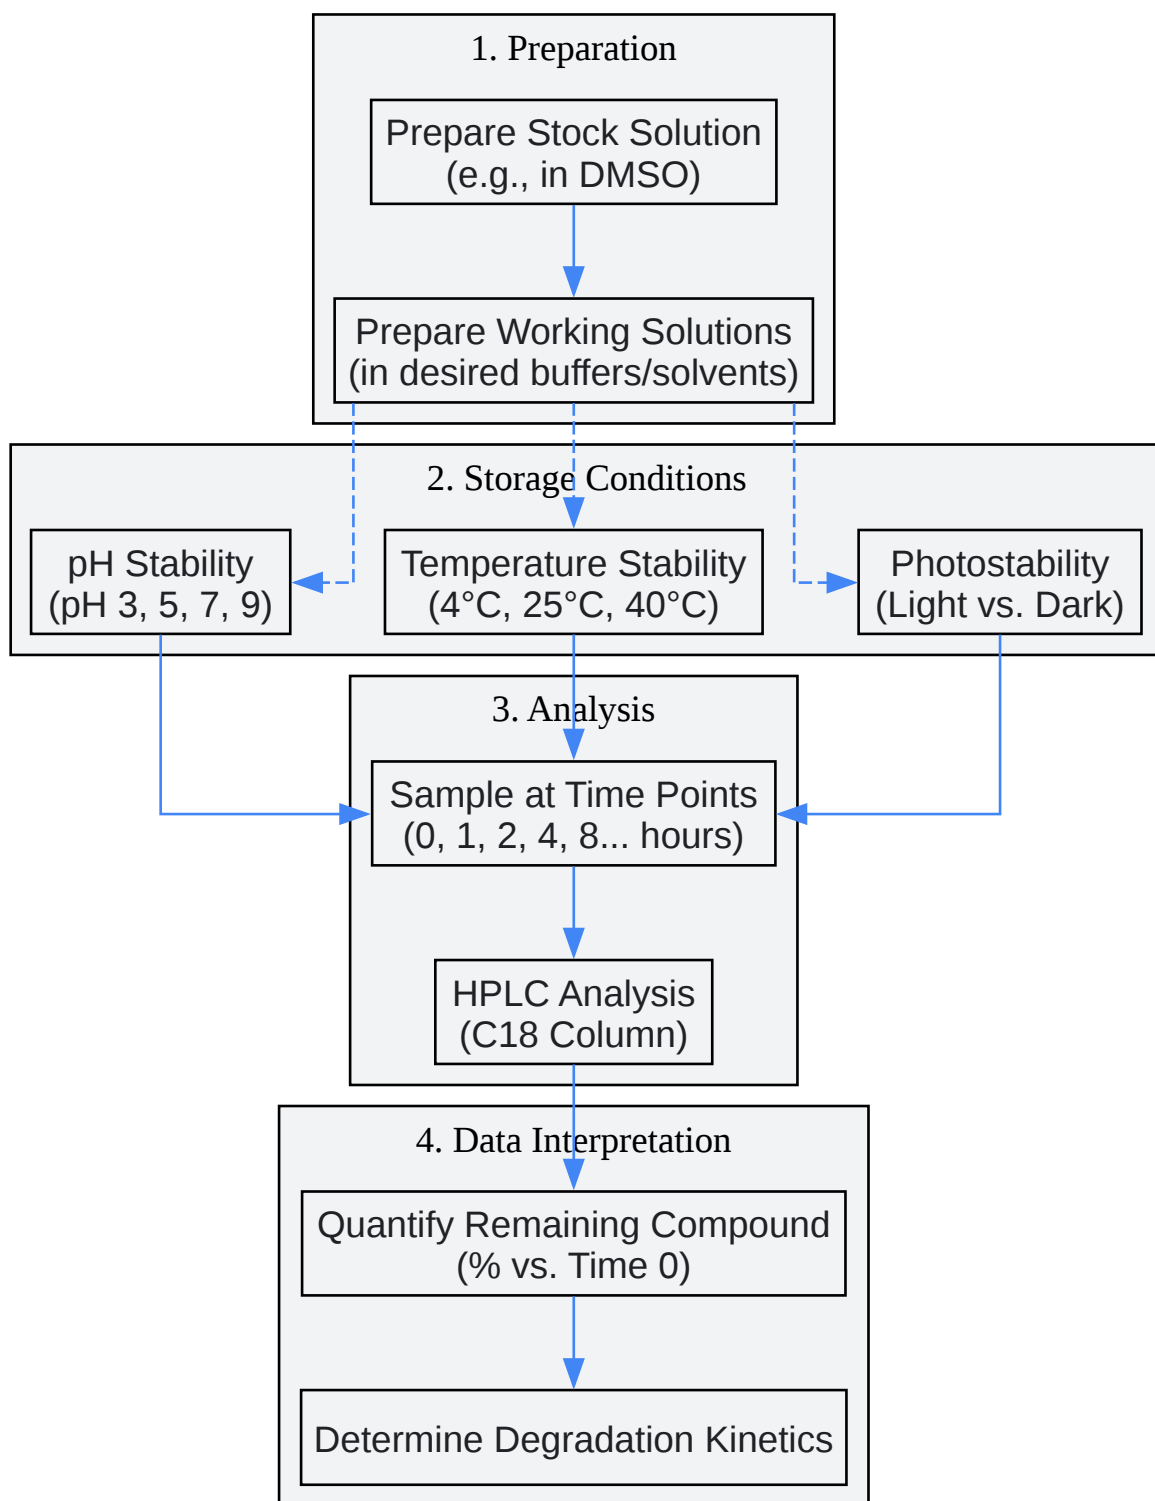 1. Preparation
Prepare Stock Solution
(e.g., in DMSO)
Prepare Working Solutions
(in desired buffers/solvents)
2. Storage Conditions
pH Stability
(pH 3, 5, 7, 9)
Temperature Stability
(4°C, 25°C, 40°C)
Photostability
(Light vs. Dark)
3. Analysis
Sample at Time Points
(0, 1, 2, 4, 8... hours)
HPLC Analysis
(C18 Column)
4. Data Interpretation
Quantify Remaining Compound
(% vs. Time 0)
Determine Degradation Kinetics